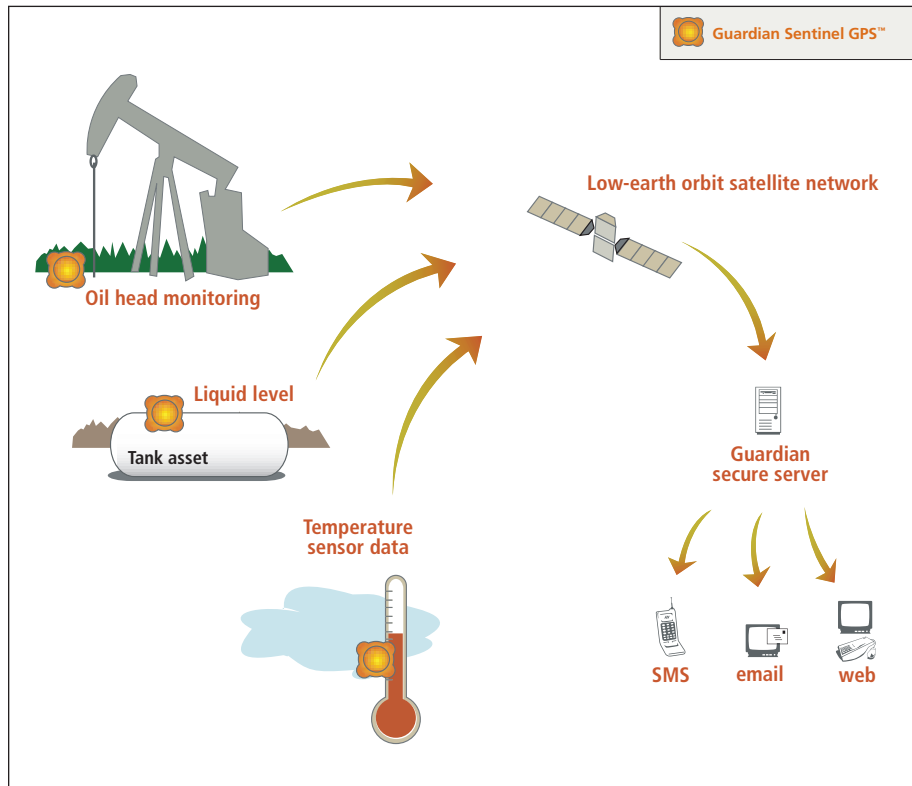 Guardian Sentinel GPS™
Low-earth orbit satellite network
Oil head monitoring
Liquid level
Tank asset
Guardian
secure server
Temperature
sensor data
SMS
email
web